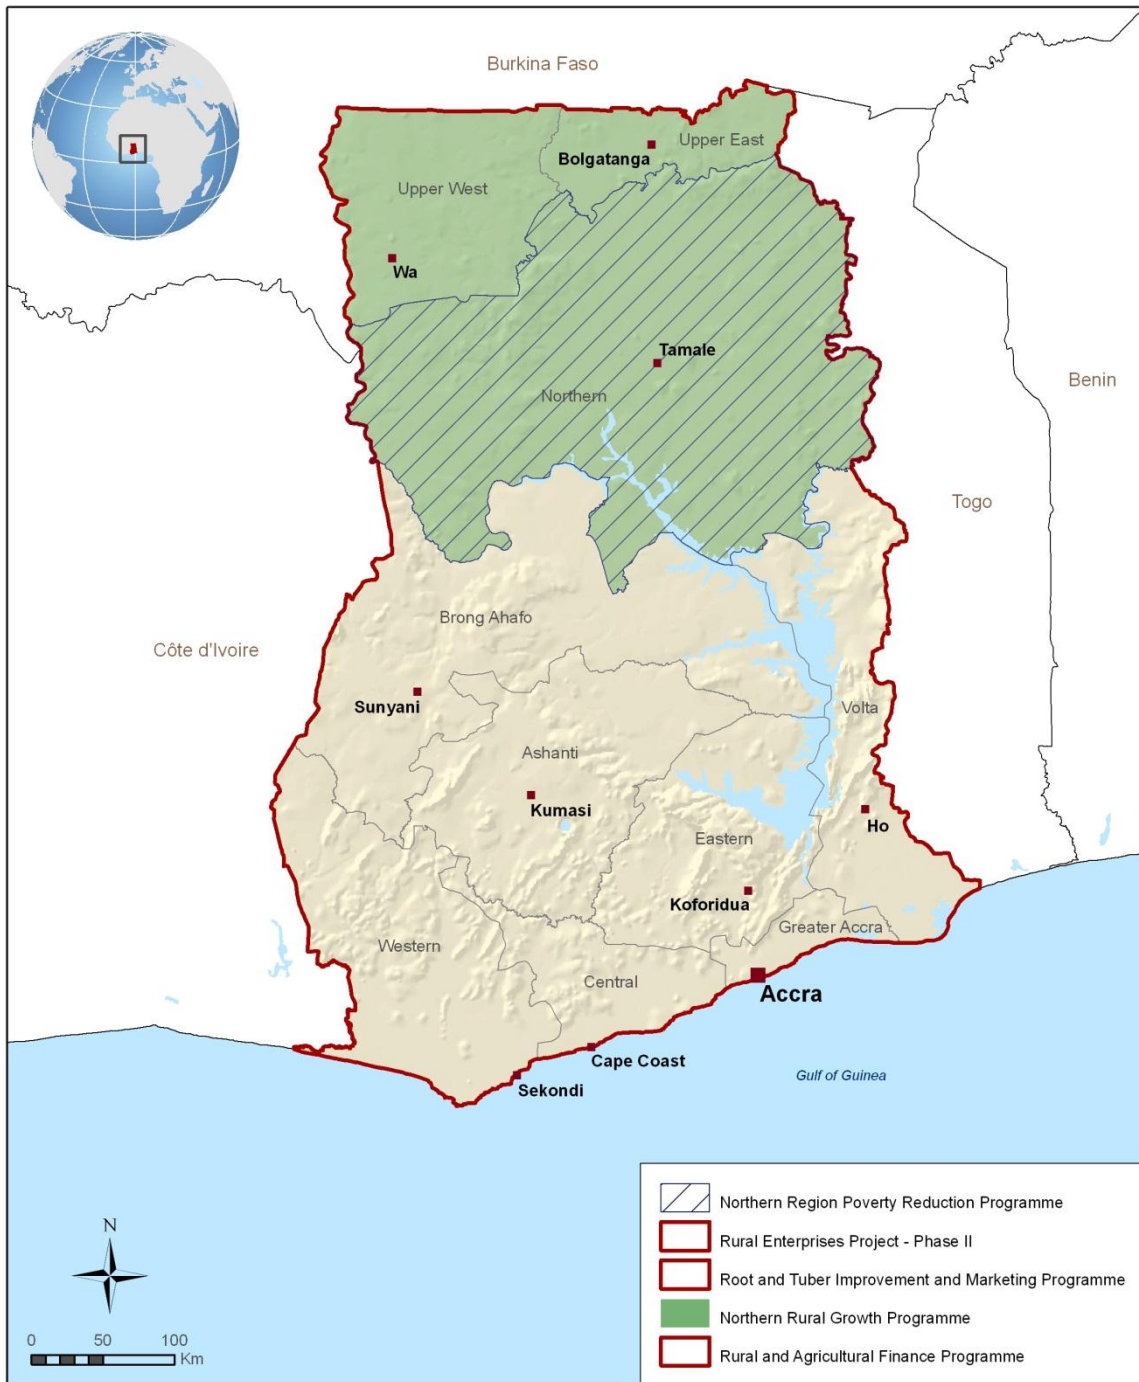 Burkina Faso
Upper East
Bolgatanga
Upper West
Wa
Tamale
Northern
Benin
Togo
Brong Ahafo
Côte d'Ivoire
Sunyani
Volta
Ashanti
Kumasi
Ho
Eastern
Koforidua
Greater Accra
Western
Central
Accra
Cape Coast
Sekondi
Gulf of Guinea
Northern Region Poverty Reduction Programme
Rural Enterprises Project - Phase II
Root and Tuber Improvement and Marketing Programme
Northern Rural Growth Programme
Rural and Agricultural Finance Programme
N
0 50 100
Km